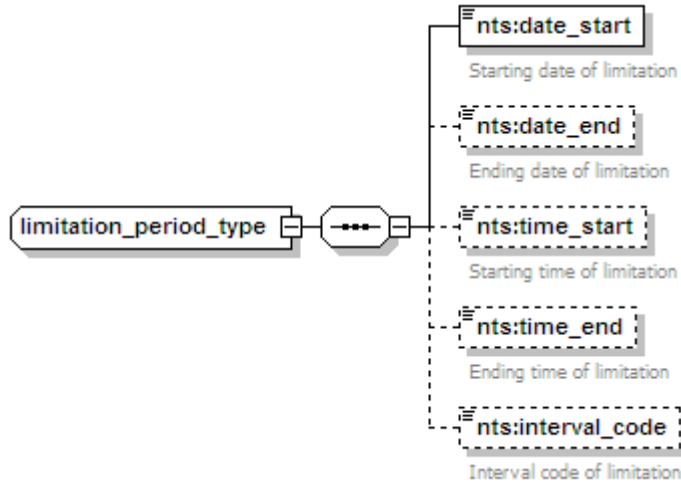 nts:date_start
Starting date of limitation
nts:date_end
Ending date of limitation
limitation_period_type
nts:time_start
Starting time of limitation
nts:time_end
Ending time of limitation
nts:interval_code
Interval code of limitation